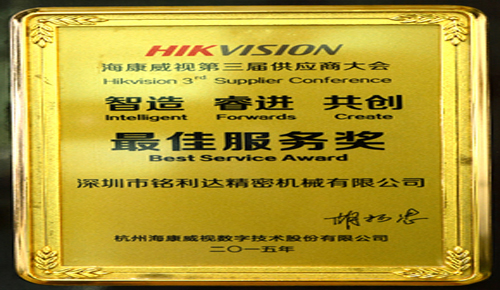 HIKVISION
海康威视第三届供应商大会
Hikvision 3rd Supplier Conference
智造 睿进 共创
Intelligent Forwards Create
最佳服务奖
Best Service Award
深圳市铭利达精密机械有限公司
杭州海康威视数字技术股份有限公司
二〇一五年